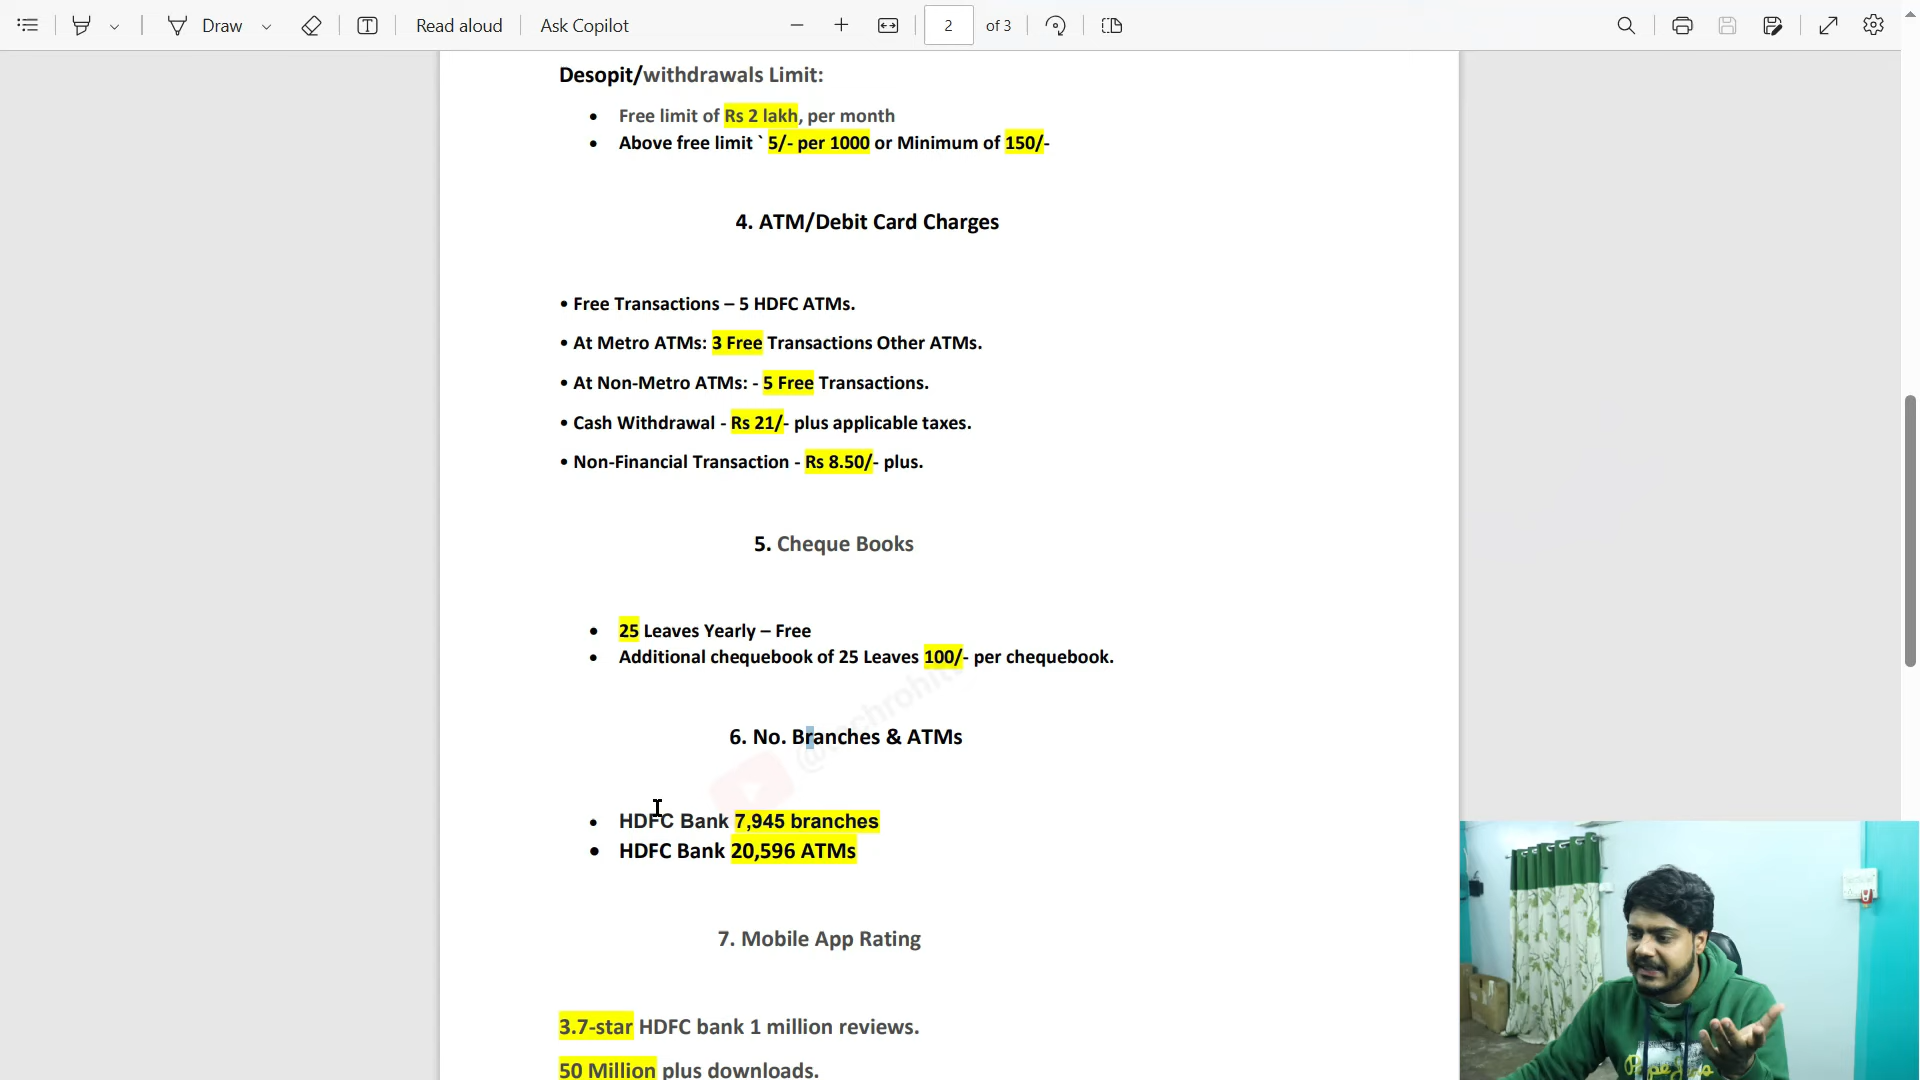 Draw
Read aloud
Ask Copilot
2
of 3
Desopit/withdrawals Limit:
• Free limit of Rs 2 lakh, per month
• Above free limit ` 5/- per 1000 or Minimum of 150/-
4. ATM/Debit Card Charges
• Free Transactions – 5 HDFC ATMs.
• At Metro ATMs: 3 Free Transactions Other ATMs.
• At Non-Metro ATMs: - 5 Free Transactions.
• Cash Withdrawal - Rs 21/- plus applicable taxes.
• Non-Financial Transaction - Rs 8.50/- plus.
5. Cheque Books
• 25 Leaves Yearly – Free
• Additional chequebook of 25 Leaves 100/- per chequebook.
6. No. Branches & ATMs
• HDFC Bank 7,945 branches
• HDFC Bank 20,596 ATMs
7. Mobile App Rating
3.7-star HDFC bank 1 million reviews.
50 Million plus downloads.